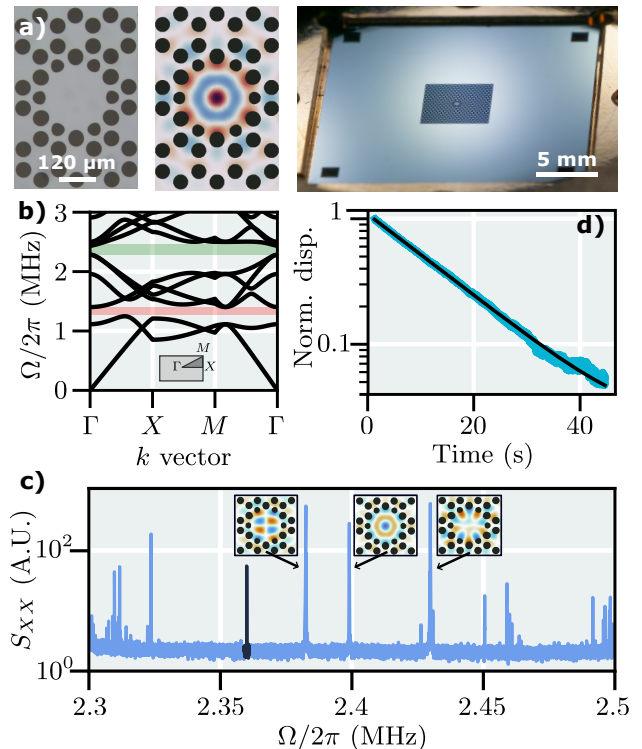 a)
120 µm
5 mm
b)
3
2
1
0
Ω/2π (MHz)
M
Γ
X
Γ
X
M
Γ
k vector
d)
1
0.1
Norm. disp.
0
20
40
Time (s)
c)
10²
10⁰
S_XX (A.U.)
2.3
2.35
2.4
2.45
2.5
Ω/2π (MHz)